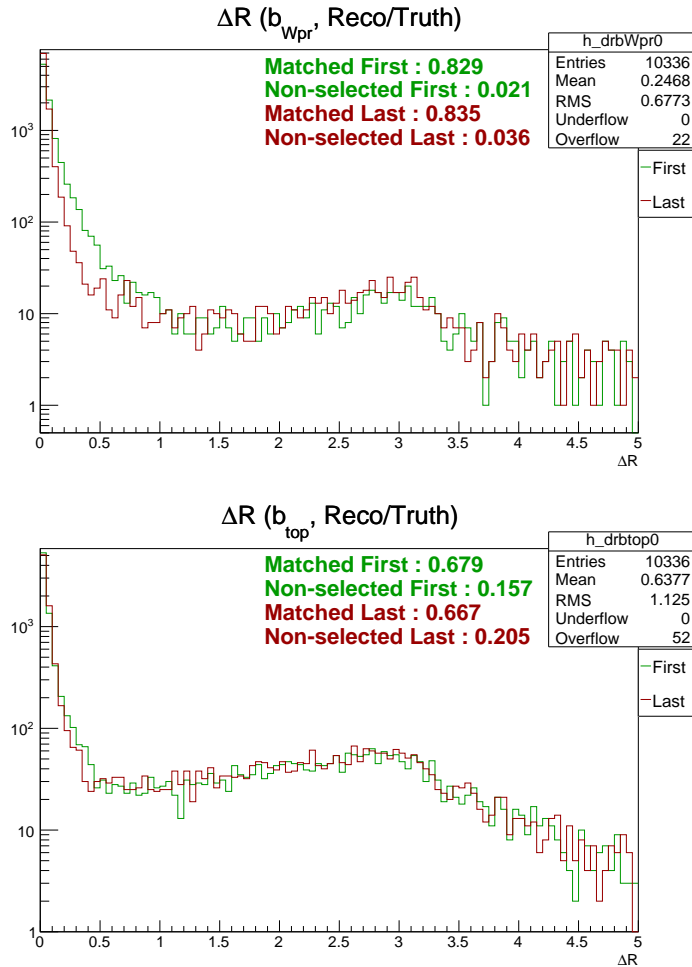 ΔR (b_Wpr, Reco/Truth)
h_drbWpr0
Entries 10336
Mean 0.2468
RMS 0.6773
Underflow 0
Overflow 22
Matched First : 0.829
Non-selected First : 0.021
Matched Last : 0.835
Non-selected Last : 0.036
First
Last
10³
10²
10
1
0 0.5 1 1.5 2 2.5 3 3.5 4 4.5 5
ΔR
ΔR (b_top, Reco/Truth)
h_drbtop0
Entries 10336
Mean 0.6377
RMS 1.125
Underflow 0
Overflow 52
Matched First : 0.679
Non-selected First : 0.157
Matched Last : 0.667
Non-selected Last : 0.205
First
Last
10³
10²
10
1
0 0.5 1 1.5 2 2.5 3 3.5 4 4.5 5
ΔR